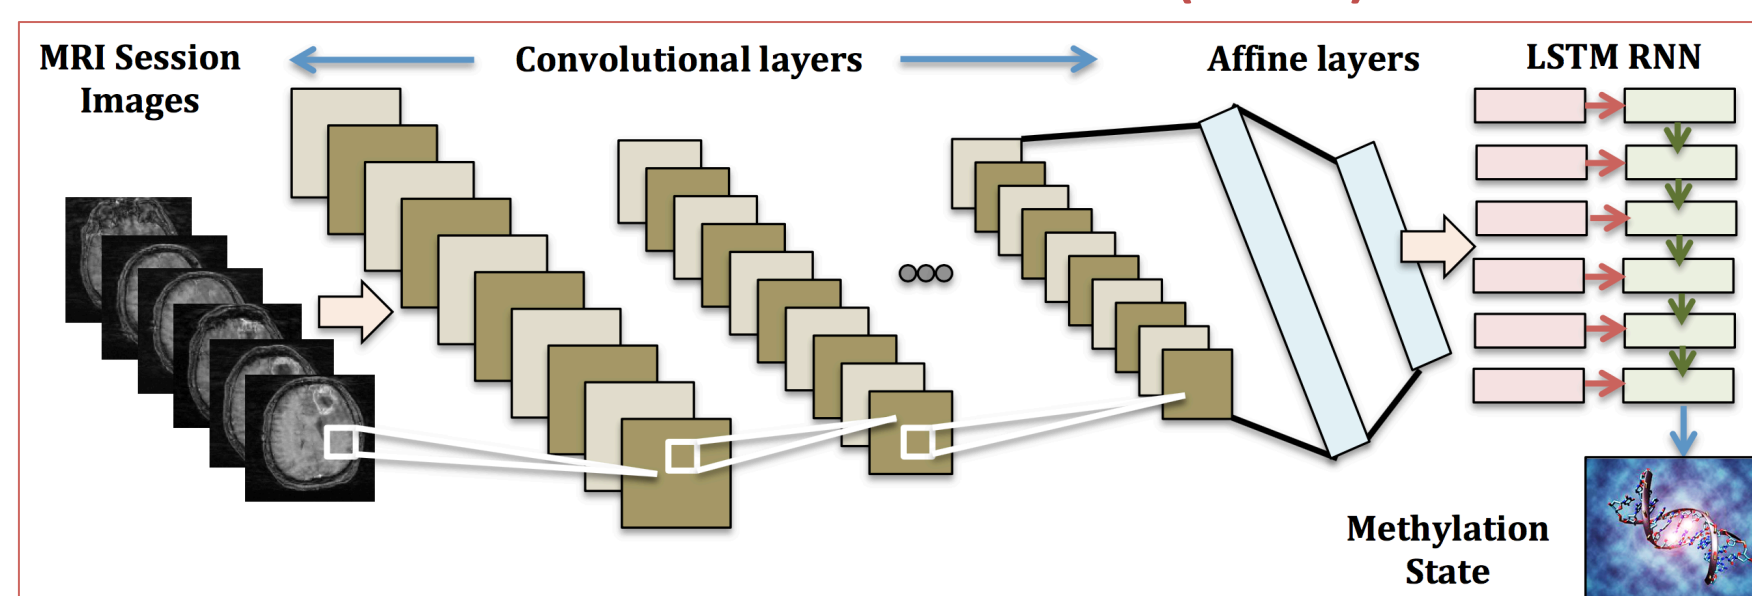 MRI Session
Images
Convolutional layers
Affine layers
LSTM RNN
Methylation
State